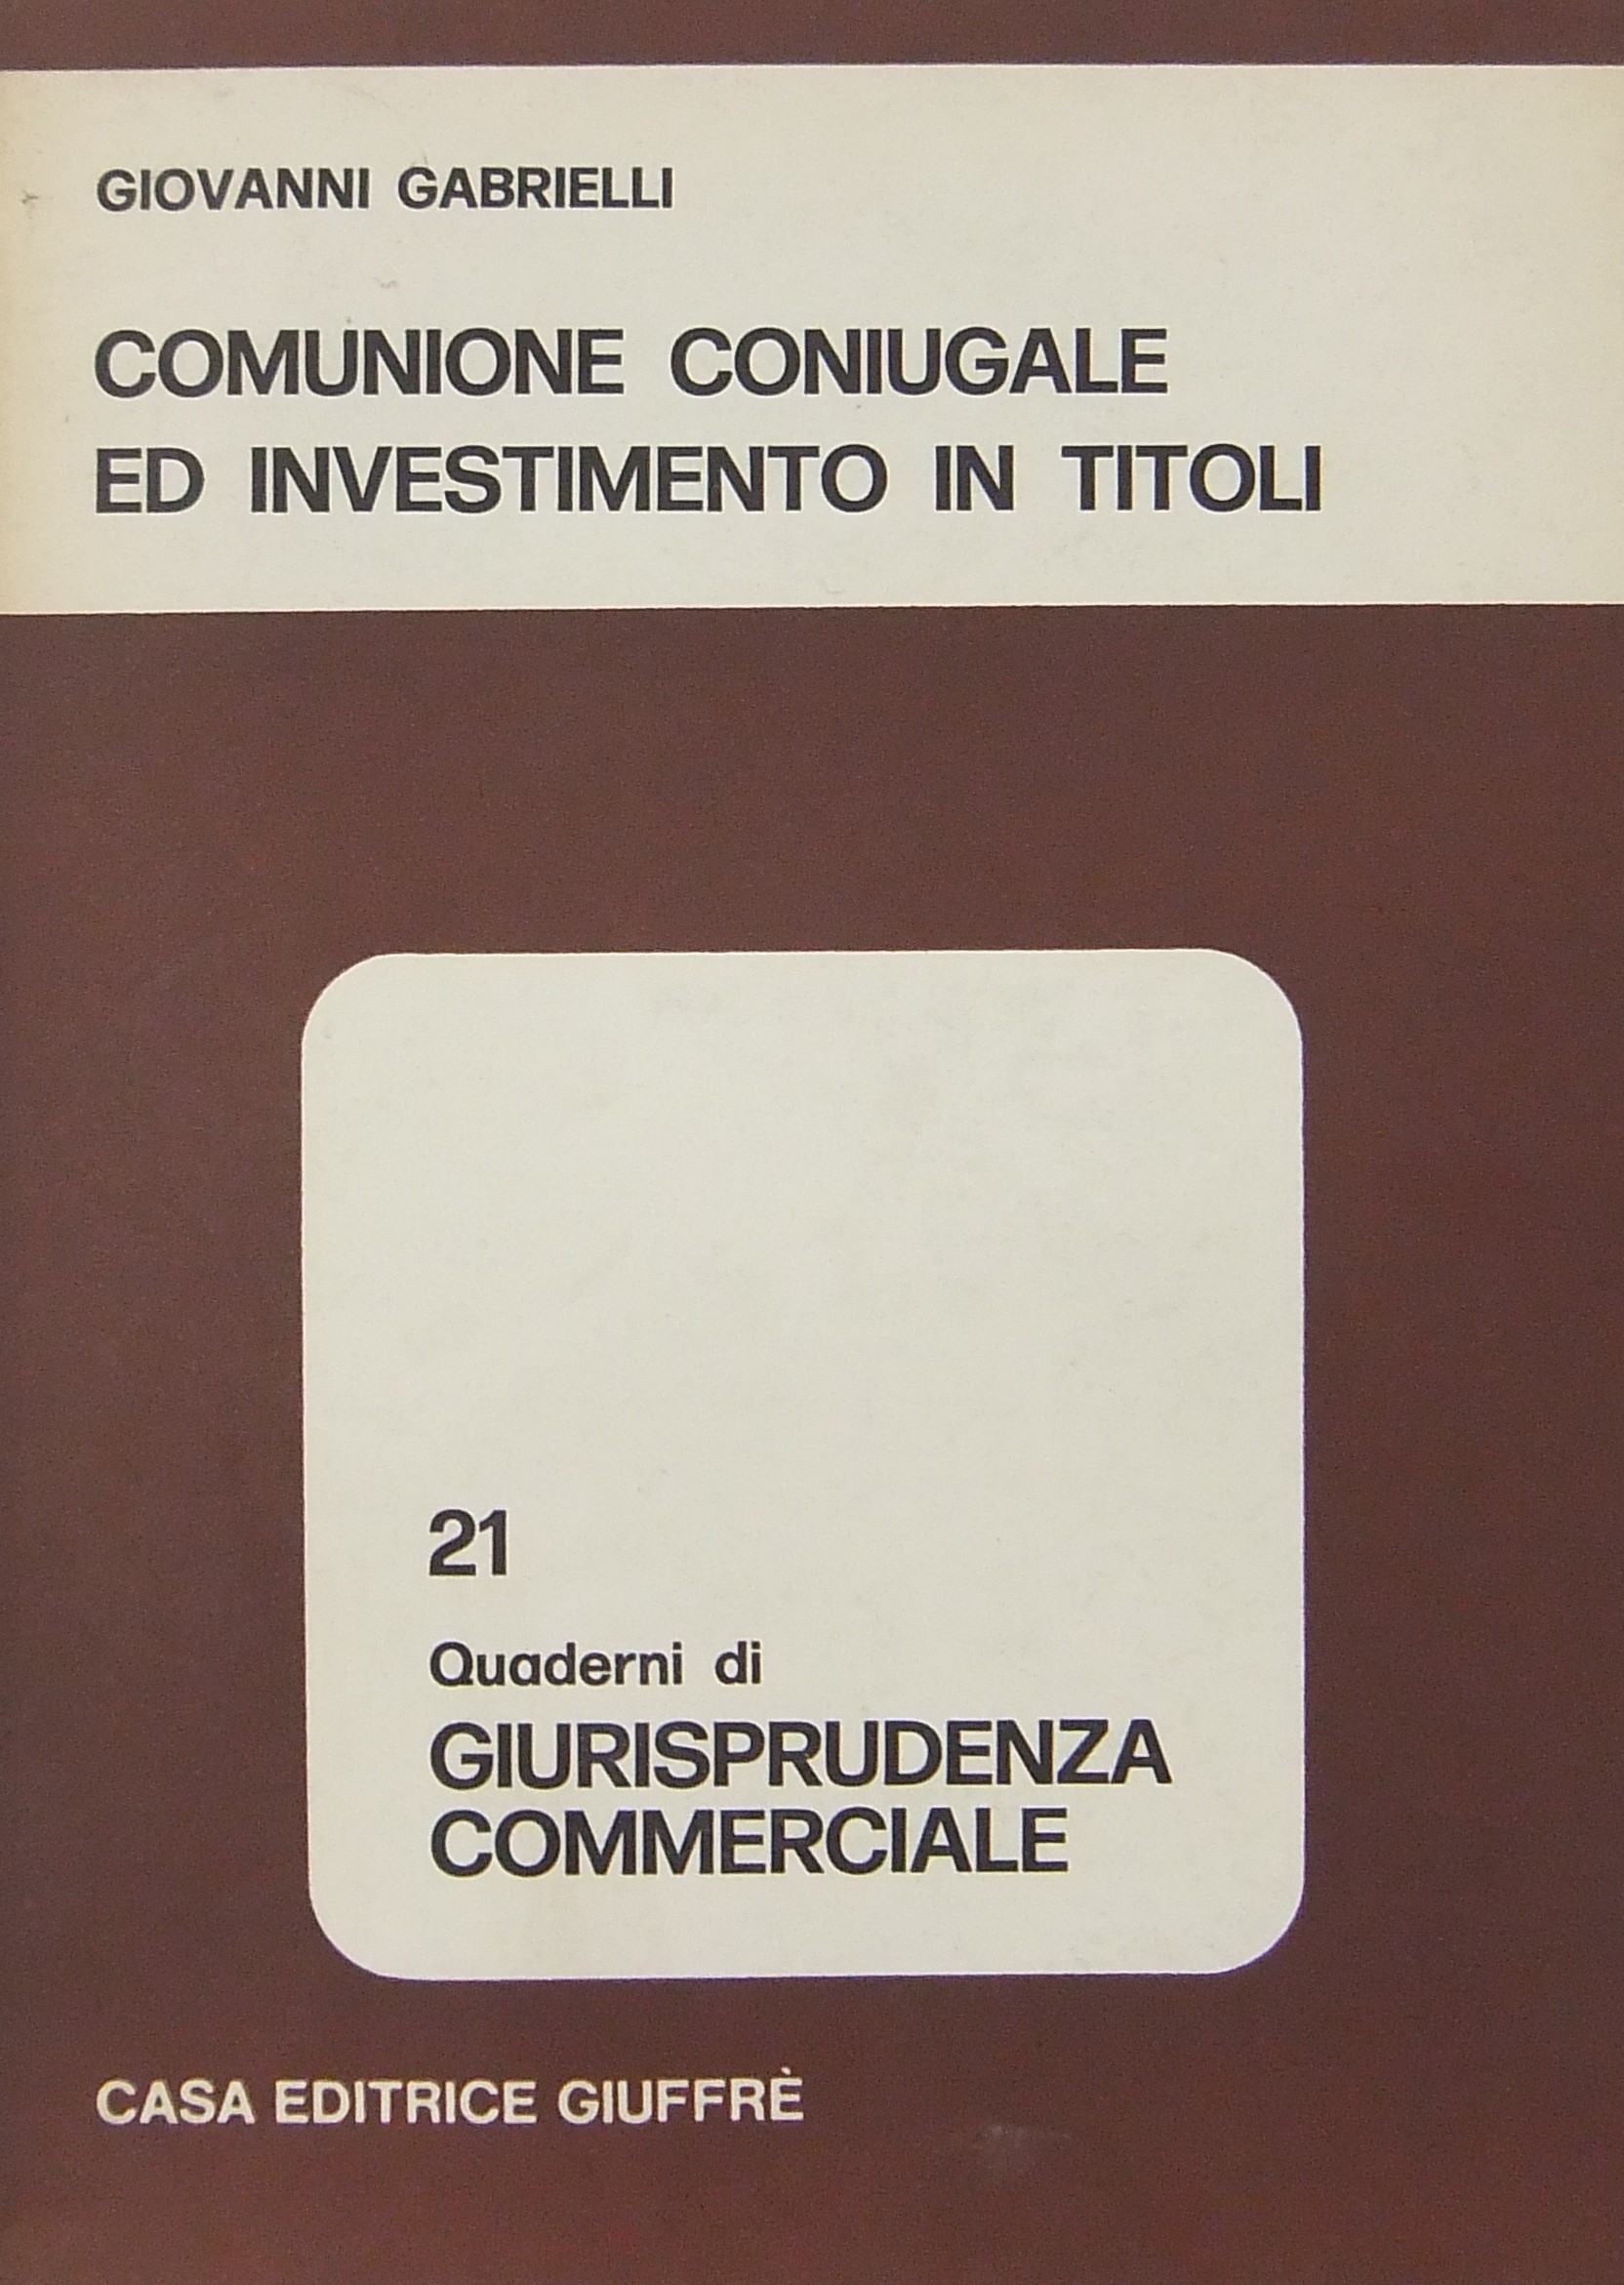 GIOVANNI GABRIELLI
COMUNIONE CONIUGALE
ED INVESTIMENTO IN TITOLI
21
Quaderni di
GIURISPRUDENZA
COMMERCIALE
CASA EDITRICE GIUFFRÈ